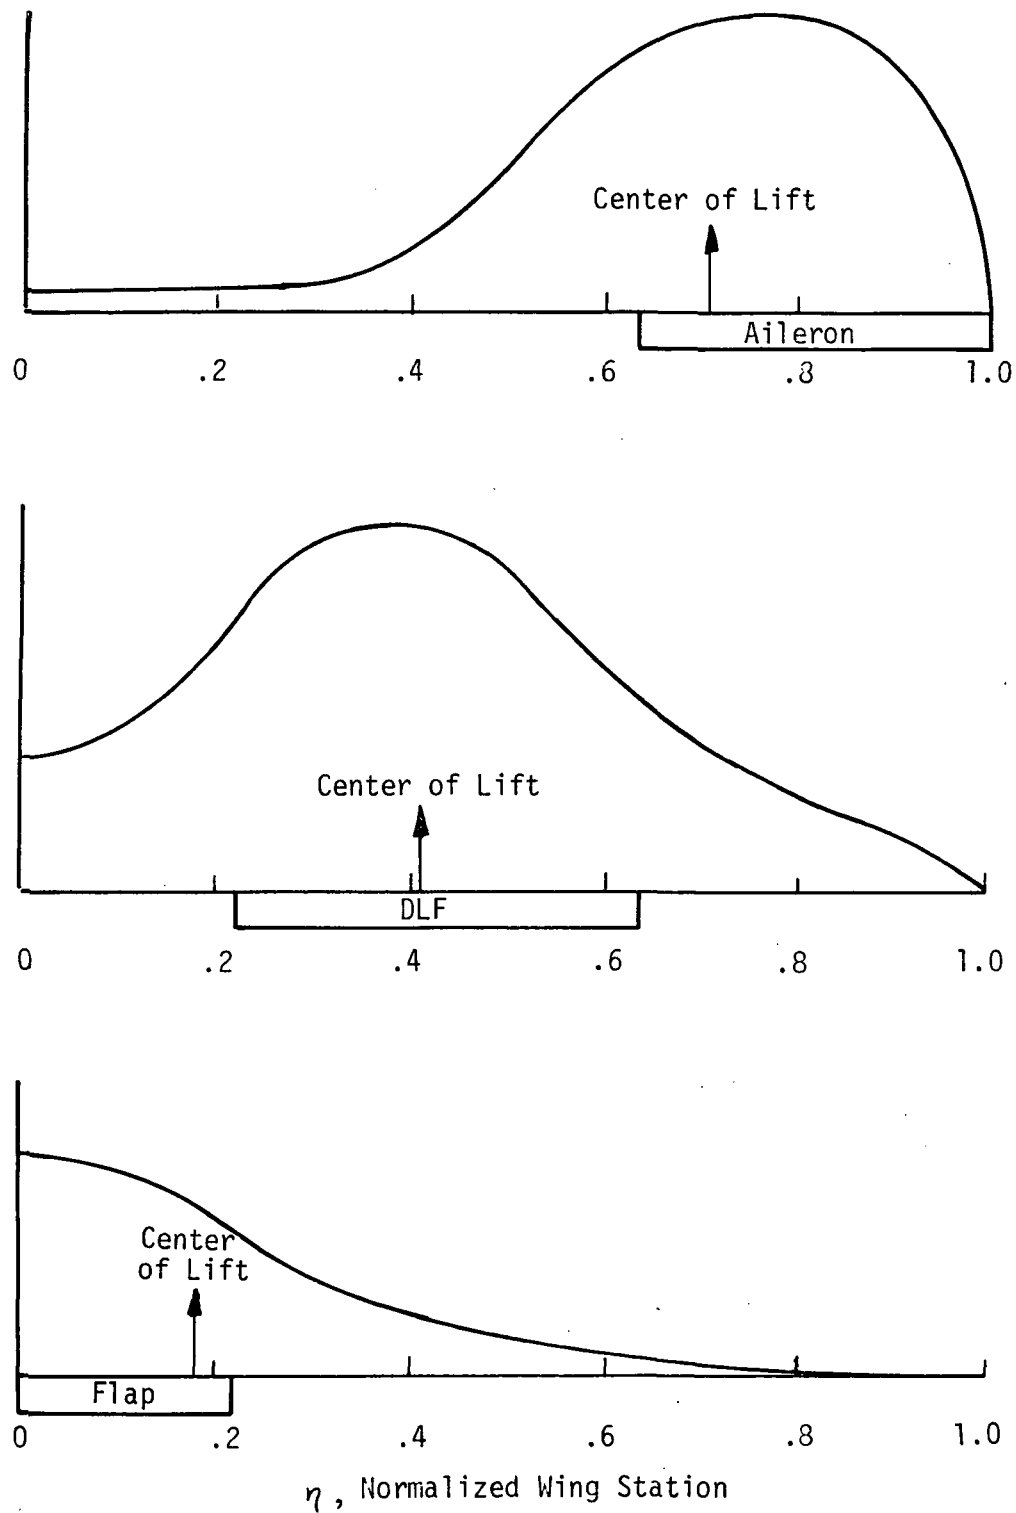 Center of Lift
Aileron
0 .2 .4 .6 .8 1.0
Center of Lift
DLF
0 .2 .4 .6 .8 1.0
Center
of Lift
Flap
0 .2 .4 .6 .8 1.0
η, Normalized Wing Station